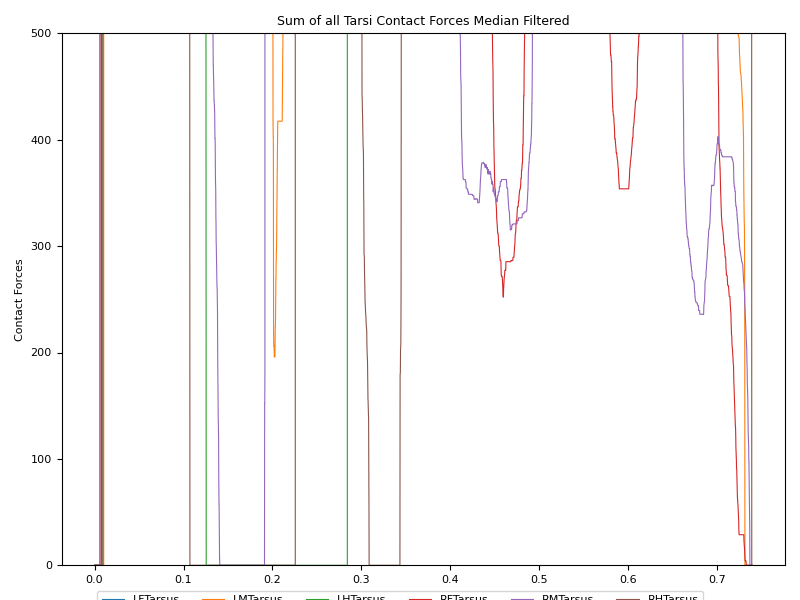 Sum of all Tarsi Contact Forces Median Filtered
500
400
300
200
100
0
Contact Forces
0.0 0.1 0.2 0.3 0.4 0.5 0.6 0.7
LFTarsus LMTarsus LHTarsus RFTarsus RMTarsus RHTarsus